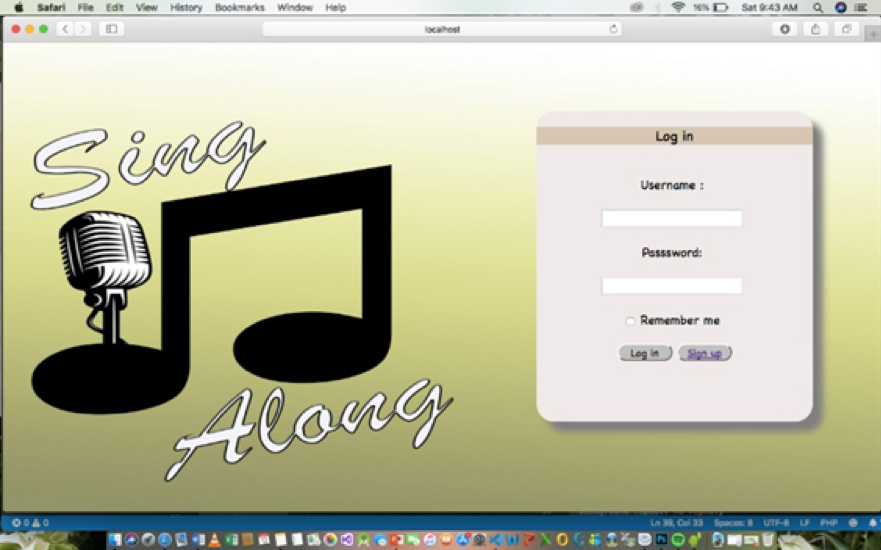 Safari File Edit View History Bookmarks Window Help 16% Sat 9:43 AM
localhost
Sing
Along
Log in
Username :
Passsword:
Remember me
Log in Sign up
0 0 Ln 39, Col 33 Spaces: 8 UTF-8 LF PHP